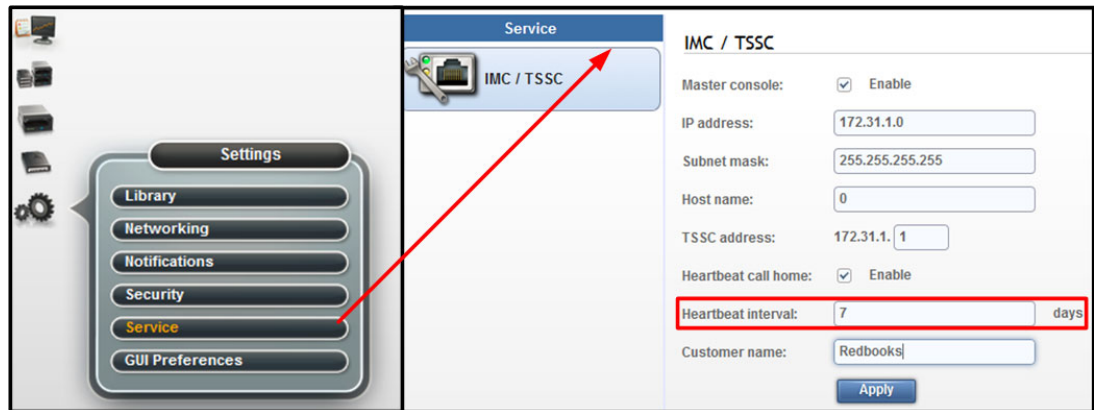 Settings
Library
Networking
Notifications
Security
Service
GUI Preferences
Service
IMC / TSSC
IMC / TSSC
Master console: Enable
IP address: 172.31.1.0
Subnet mask: 255.255.255.255
Host name: 0
TSSC address: 172.31.1. 1
Heartbeat call home: Enable
Heartbeat interval: 7 days
Customer name: Redbooks
Apply